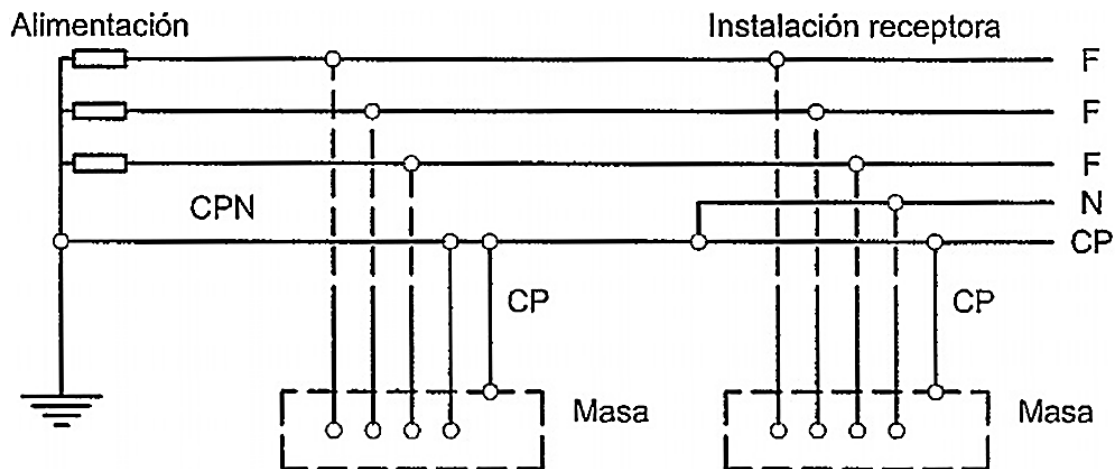 Alimentación
Instalación receptora
F
F
F
CPN
N
CP
CP
CP
Masa
Masa